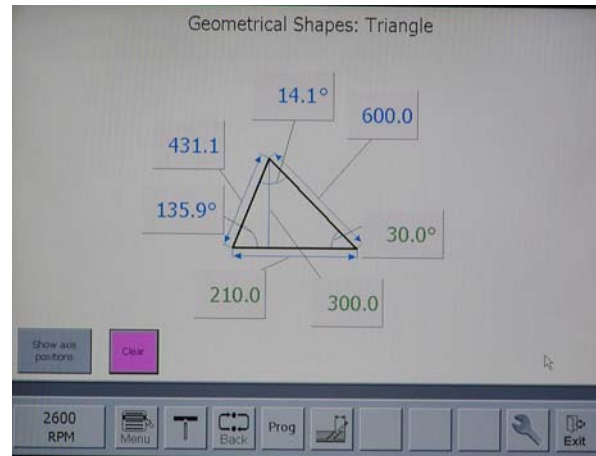 Geometrical Shapes: Triangle
14.1°
600.0
431.1
135.9°
30.0°
210.0
300.0
Show axis
positions
Clear
2600
RPM
Menu
Back
Prog
Exit